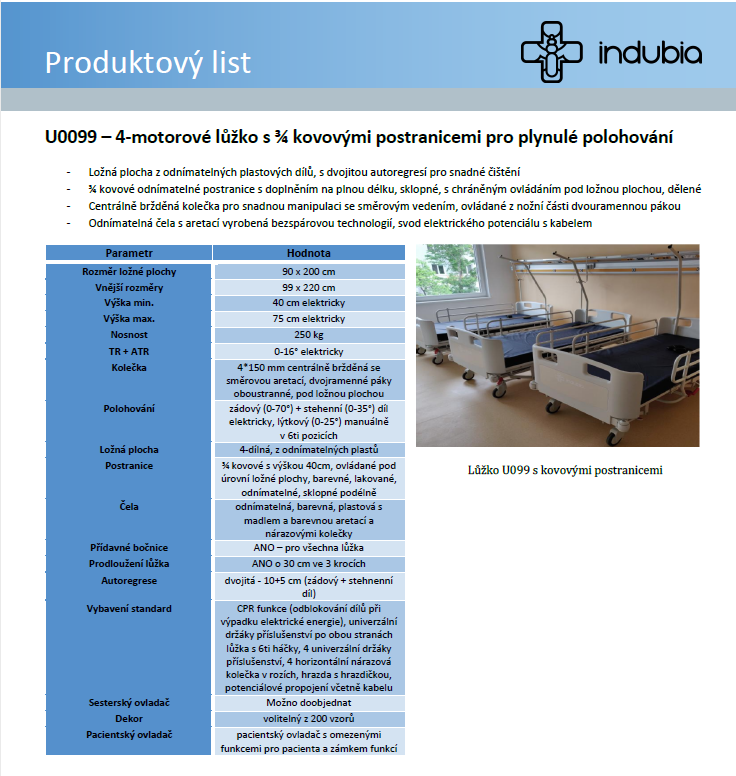 Produktový list
indubia
U0099 – 4-motorové lůžko s ¾ kovovými postranicemi pro plynulé polohování
- Ložná plocha z odnímatelných plastových dílů, s dvojitou autoregresí pro snadné čištění
- ¾ kovové odnímatelné postranice s doplněním na plnou délku, sklopné, s chráněným ovládáním pod ložnou plochou, dělené
- Centrálně bržděná kolečka pro snadnou manipulaci se směrovým vedením, ovládané z nožní části dvouramennou pákou
- Odnímatelná čela s aretací vyrobená bezspárovou technologií, svod elektrického potenciálu s kabelem
Parametr Hodnota
Rozměr ložné plochy 90 x 200 cm
Vnější rozměry 99 x 220 cm
Výška min. 40 cm elektricky
Výška max. 75 cm elektricky
Nosnost 250 kg
TR + ATR 0-16° elektricky
Kolečka 4*150 mm centrálně bržděná se
směrovou aretací, dvojramenné páky
oboustranné, pod ložnou plochou
Polohování zádový (0-70°) + stehenní (0-35°) díl
elektricky, lýtkový (0-25°) manuálně
v 6ti pozicích
Ložná plocha 4-dílná, z odnímatelných plastů
Postranice ¾ kovové s výškou 40cm, ovládané pod
úrovní ložné plochy, barevné, lakované,
odnímatelné, sklopné podélně
Čela odnímatelná, barevná, plastová s
madlem a barevnou aretací a
nárazovými kolečky
Přídavné bočnice ANO – pro všechna lůžka
Prodloužení lůžka ANO o 30 cm ve 3 krocích
Autoregrese dvojitá - 10+5 cm (zádový + stehnenní
díl)
Vybavení standard CPR funkce (odblokování dílů při
výpadku elektrické energie), univerzální
držáky příslušenství po obou stranách
lůžka s 6ti háčky, 4 univerzální držáky
příslušenství, 4 horizontální nárazová
kolečka v rozích, hrazda s hrazdičkou,
potenciálové propojení včetně kabelu
Sesterský ovladač Možno doobjednat
Dekor volitelný z 200 vzorů
Pacientský ovladač pacientský ovladač s omezenými
funkcemi pro pacienta a zámkem funkcí
Lůžko U099 s kovovými postranicemi